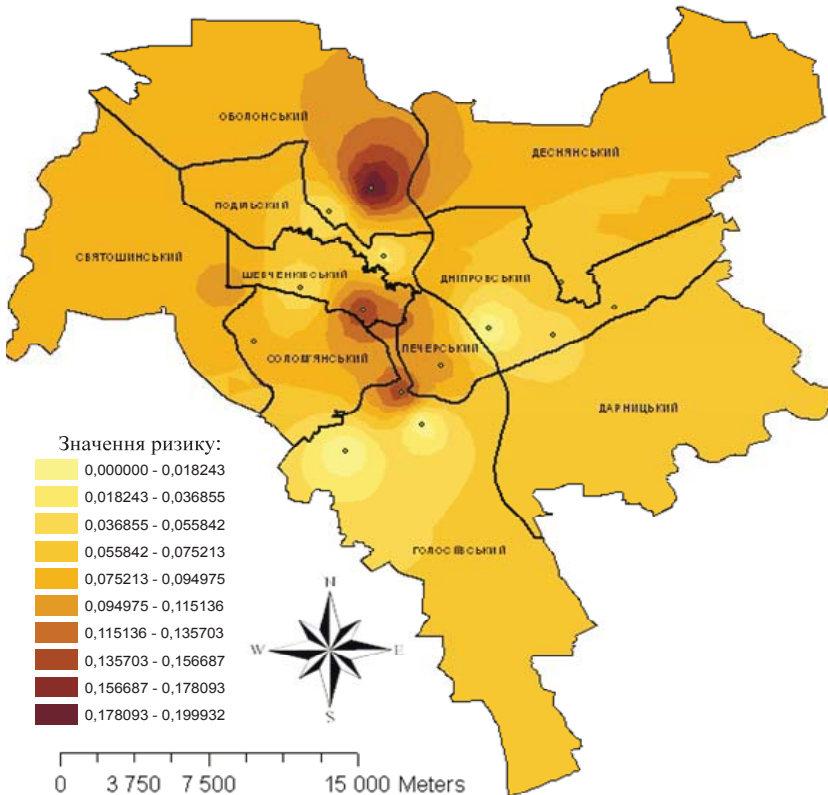 ОБОЛОНСЬКИЙ
ДЕСНЯНСЬКИЙ
ПОДІЛЬСКИЙ
СВЯТОШИНСЬКИЙ
ШЕВЧЕНКІВСЬКИЙ
ДНІПРОВСЬКИЙ
СОЛОМ'ЯНСЬКИЙ
ПЕЧЕРСЬКИЙ
ДАРНИЦЬКИЙ
ГОЛОСІЇВСЬКИЙ
Значення ризику:
0,000000 - 0,018243
0,018243 - 0,036855
0,036855 - 0,055842
0,055842 - 0,075213
0,075213 - 0,094975
0,094975 - 0,115136
0,115136 - 0,135703
0,135703 - 0,156687
0,156687 - 0,178093
0,178093 - 0,199932
N
W E
S
0 3 750 7 500 15 000 Meters